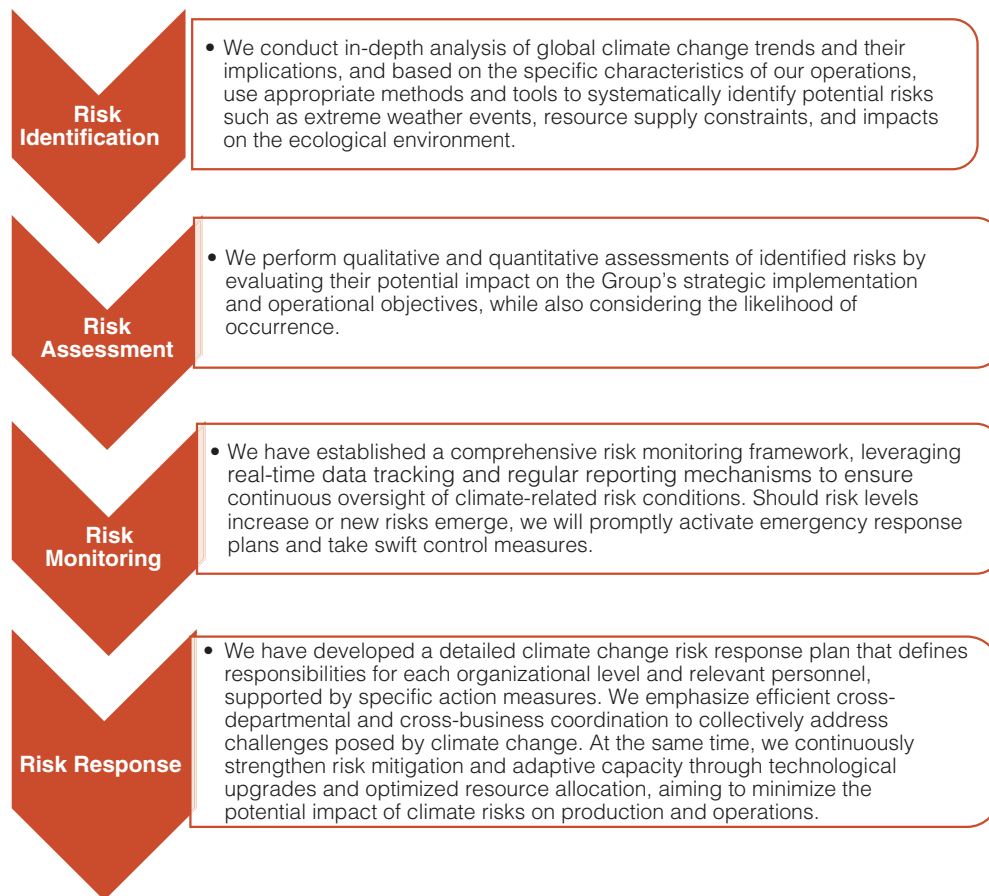 Risk
Identification
• We conduct in-depth analysis of global climate change trends and their
implications, and based on the specific characteristics of our operations,
use appropriate methods and tools to systematically identify potential risks
such as extreme weather events, resource supply constraints, and impacts
on the ecological environment.
Risk
Assessment
• We perform qualitative and quantitative assessments of identified risks by
evaluating their potential impact on the Group's strategic implementation
and operational objectives, while also considering the likelihood of
occurrence.
Risk
Monitoring
• We have established a comprehensive risk monitoring framework, leveraging
real-time data tracking and regular reporting mechanisms to ensure
continuous oversight of climate-related risk conditions. Should risk levels
increase or new risks emerge, we will promptly activate emergency response
plans and take swift control measures.
Risk Response
• We have developed a detailed climate change risk response plan that defines
responsibilities for each organizational level and relevant personnel,
supported by specific action measures. We emphasize efficient cross-
departmental and cross-business coordination to collectively address
challenges posed by climate change. At the same time, we continuously
strengthen risk mitigation and adaptive capacity through technological
upgrades and optimized resource allocation, aiming to minimize the
potential impact of climate risks on production and operations.